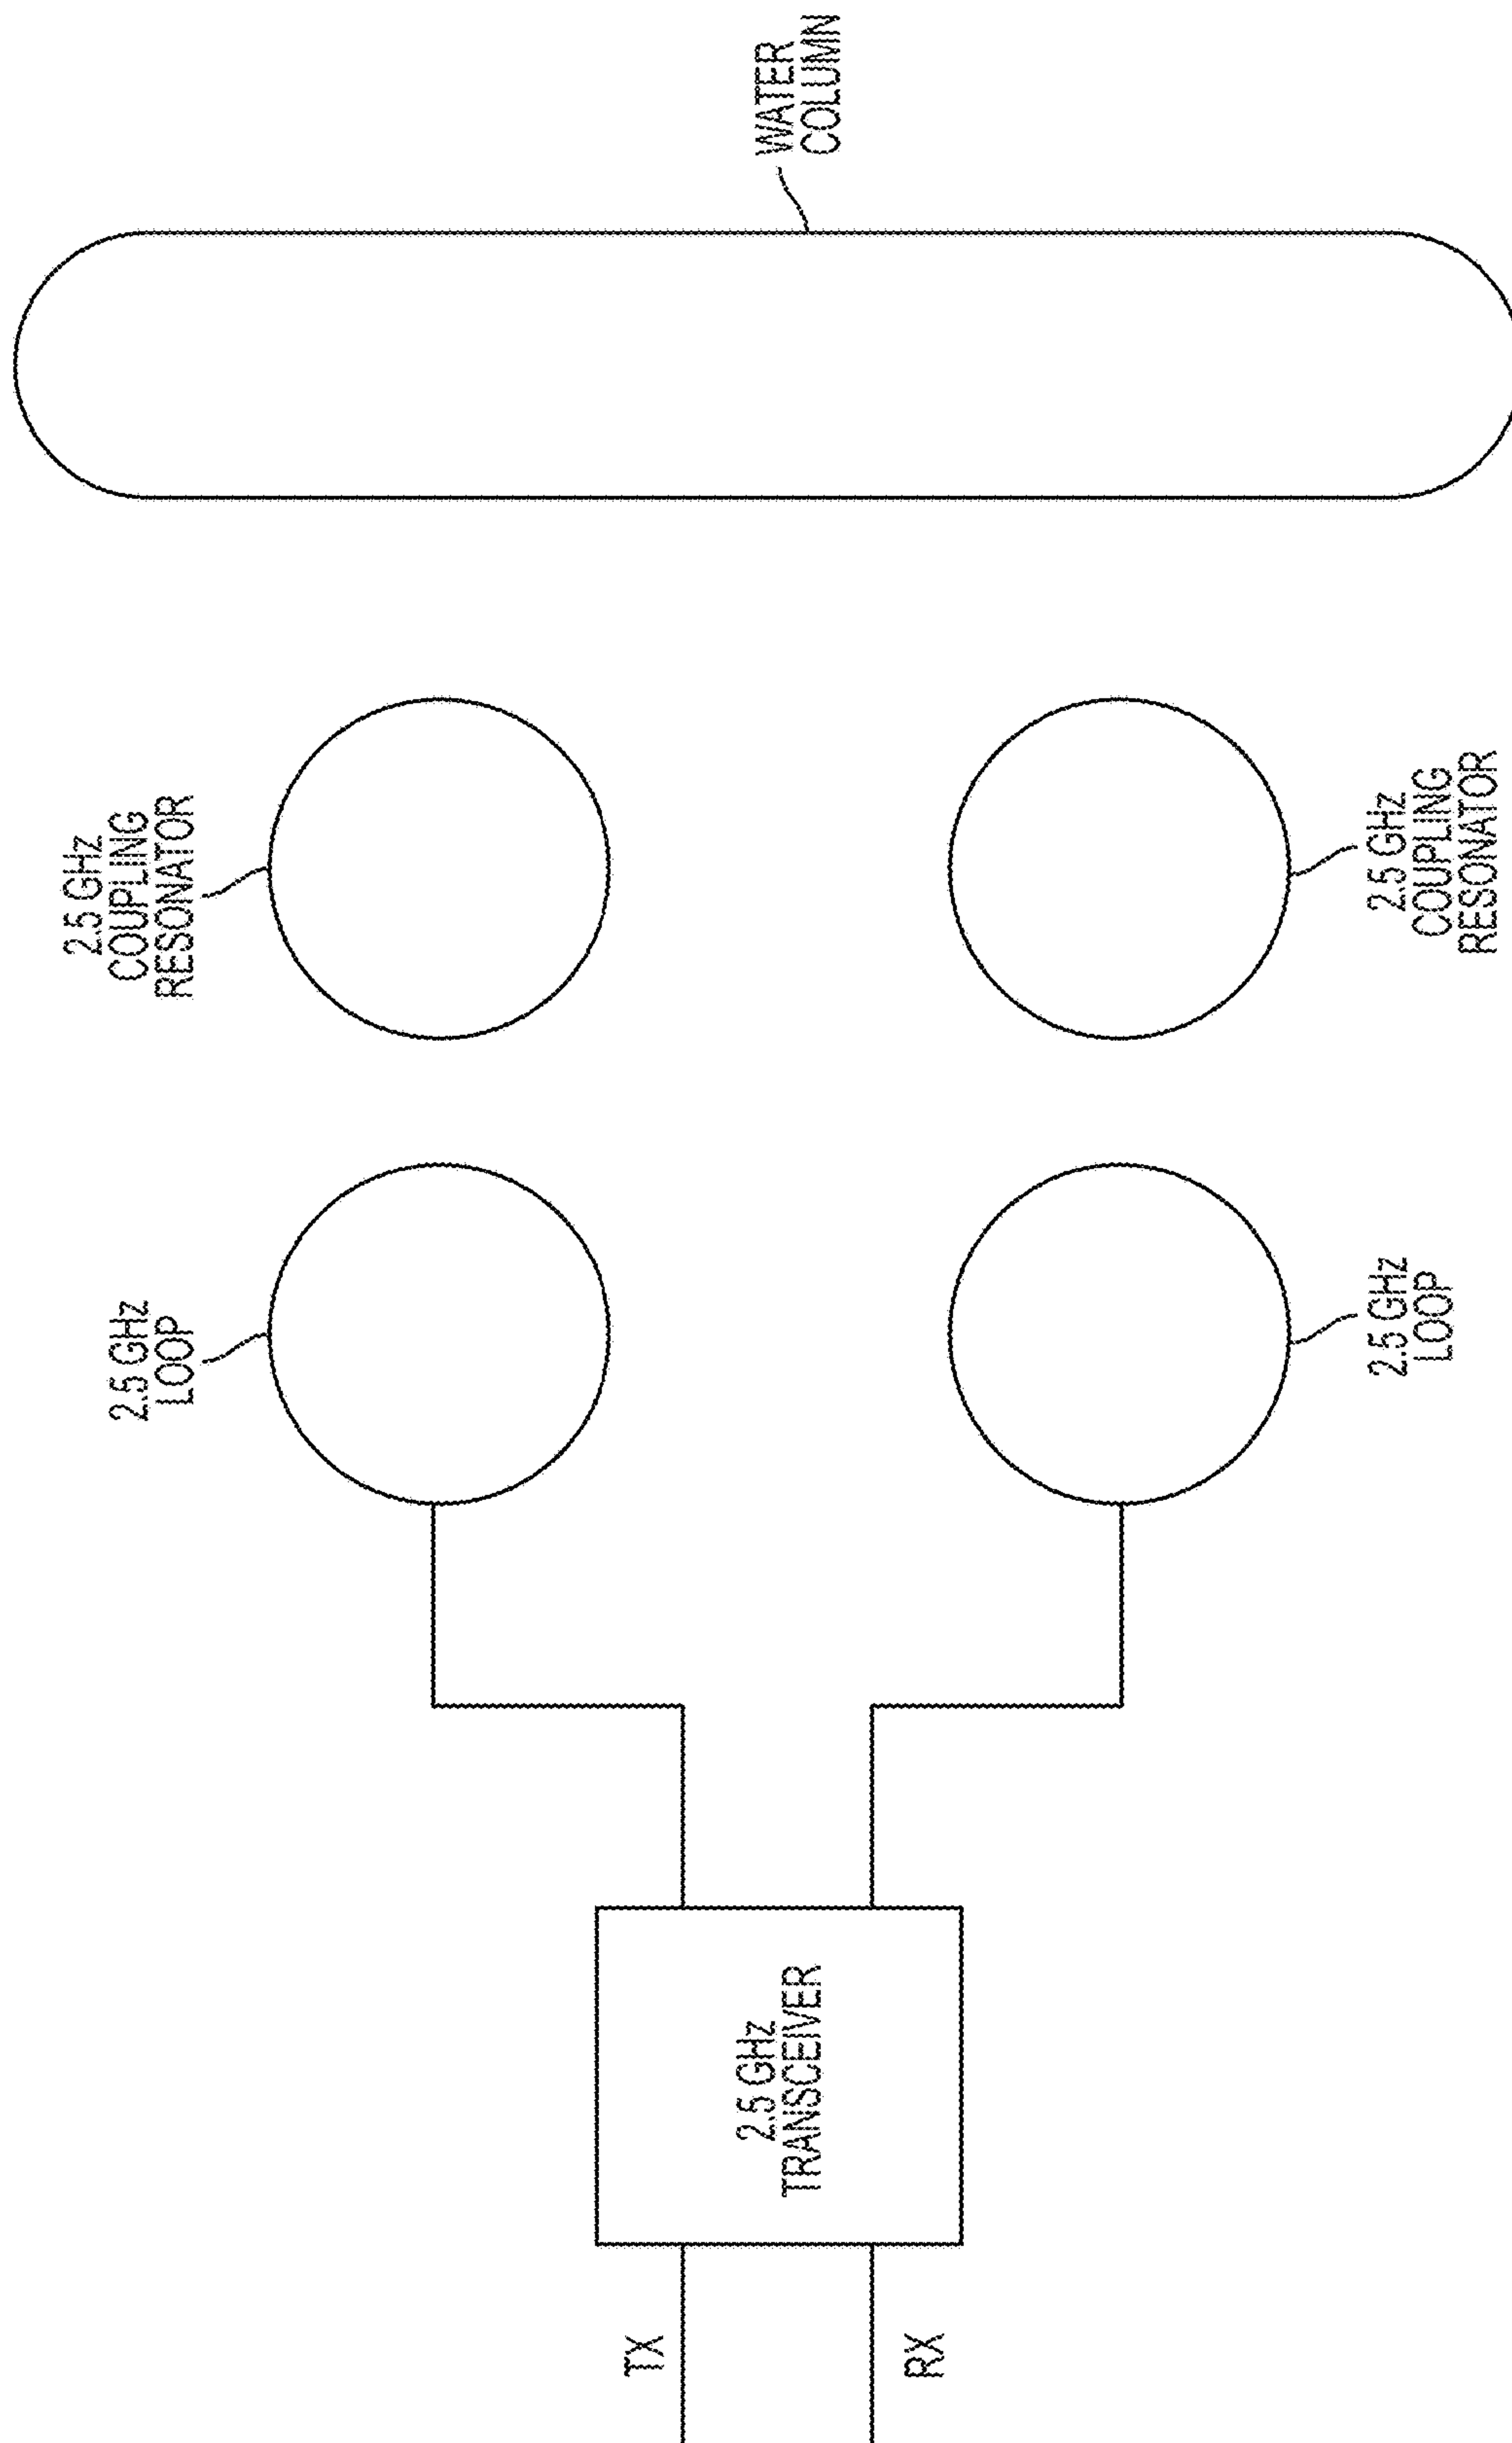 TX
RX
2.5 GHz
TRANSCEIVER
2.5 GHz
LOOP
2.5 GHz
LOOP
2.5 GHz
COUPLING
RESONATOR
2.5 GHz
COUPLING
RESONATOR
WATER
COLUMN